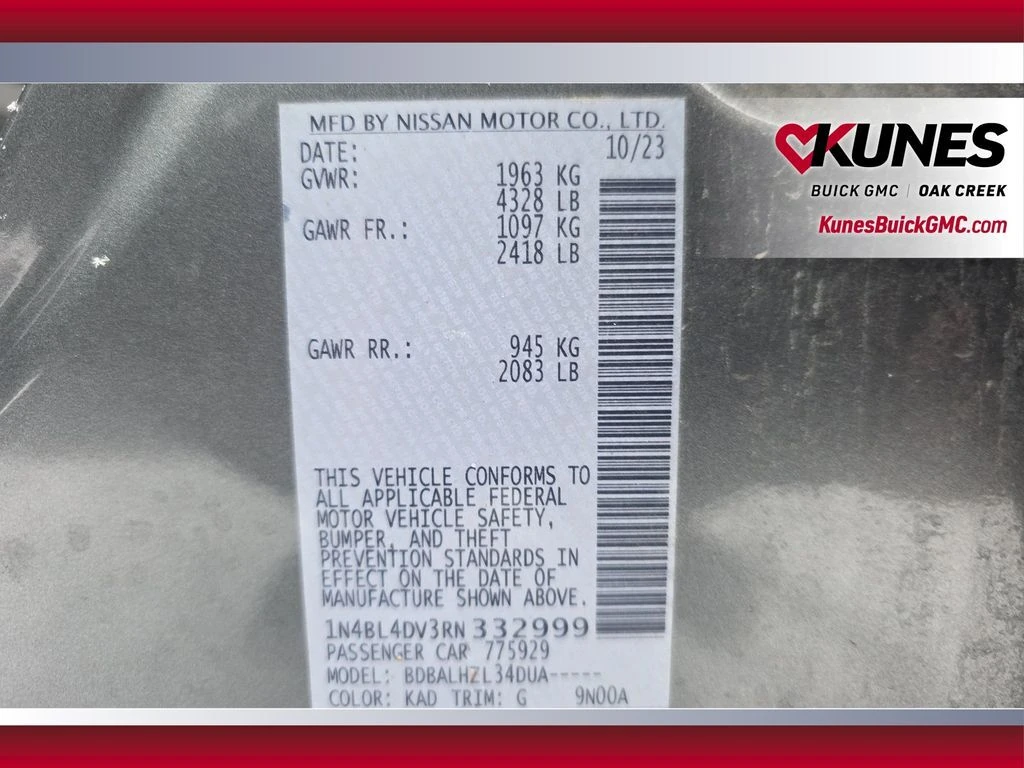 MFD BY NISSAN MOTOR CO., LTD.
DATE: 10/23
GVWR: 1963 KG
4328 LB
GAWR FR.: 1097 KG
2418 LB
GAWR RR.: 945 KG
2083 LB
THIS VEHICLE CONFORMS TO
ALL APPLICABLE FEDERAL
MOTOR VEHICLE SAFETY,
BUMPER, AND THEFT
PREVENTION STANDARDS IN
EFFECT ON THE DATE OF
MANUFACTURE SHOWN ABOVE.
1N4BL4DV3RN332999
PASSENGER CAR 775929
MODEL: BDBALHZL34DUA-----
COLOR: KAD TRIM: G 9N00A
KUNES
BUICK GMC | OAK CREEK
KunesBuickGMC.com